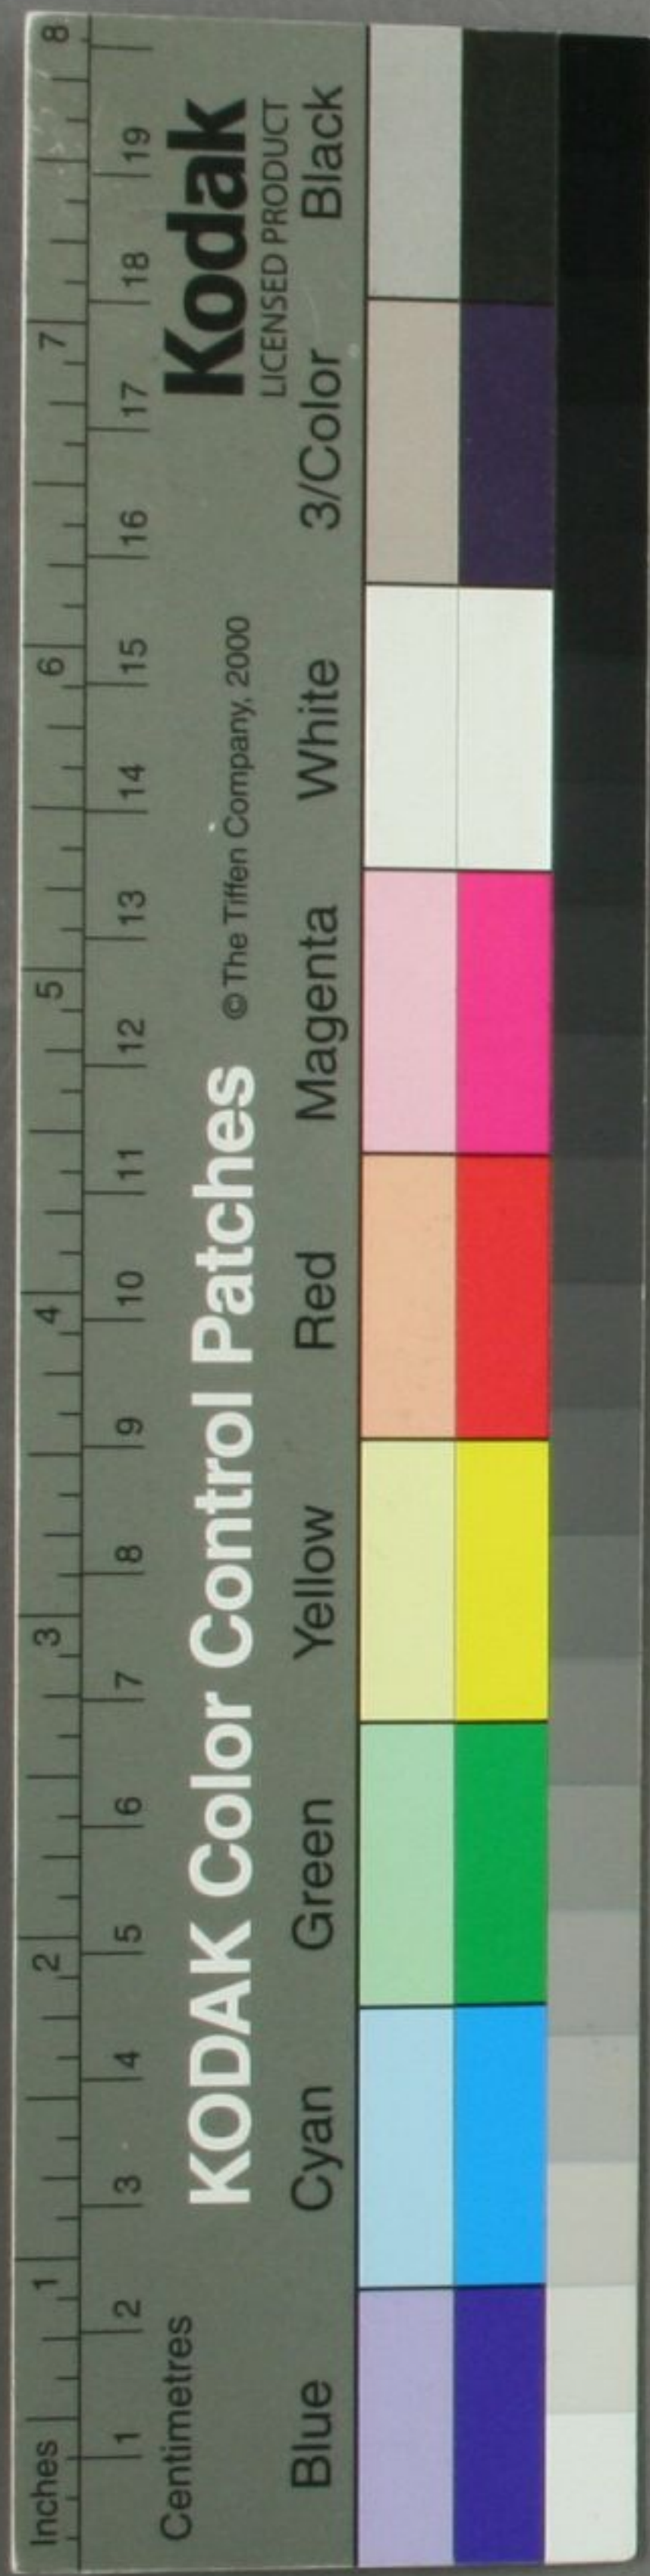 Inches 1 2 3 4 5 6 7 8
1 2 3 4 5 6 7 8 9 10 11 12 13 14 15 16 17 18 19
Centimetres
KODAK Color Control Patches © The Tiffen Company, 2000 Kodak
LICENSED PRODUCT
Blue Cyan Green Yellow Red Magenta White 3/Color Black